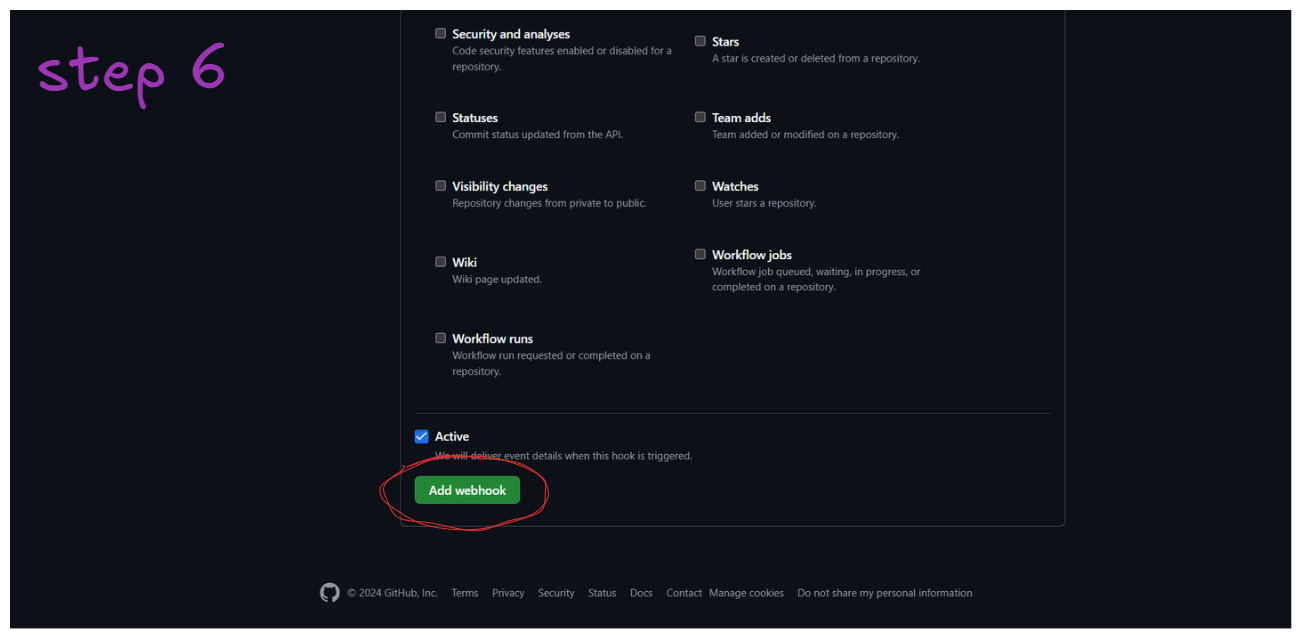 step 6
Security and analyses
Code security features enabled or disabled for a
repository.
Stars
A star is created or deleted from a repository.
Statuses
Commit status updated from the API.
Team adds
Team added or modified on a repository.
Visibility changes
Repository changes from private to public.
Watches
User stars a repository.
Wiki
Wiki page updated.
Workflow jobs
Workflow job queued, waiting, in progress, or
completed on a repository.
Workflow runs
Workflow run requested or completed on a
repository.
Active
We will deliver event details when this hook is triggered.
Add webhook
© 2024 GitHub, Inc. Terms Privacy Security Status Docs Contact Manage cookies Do not share my personal information